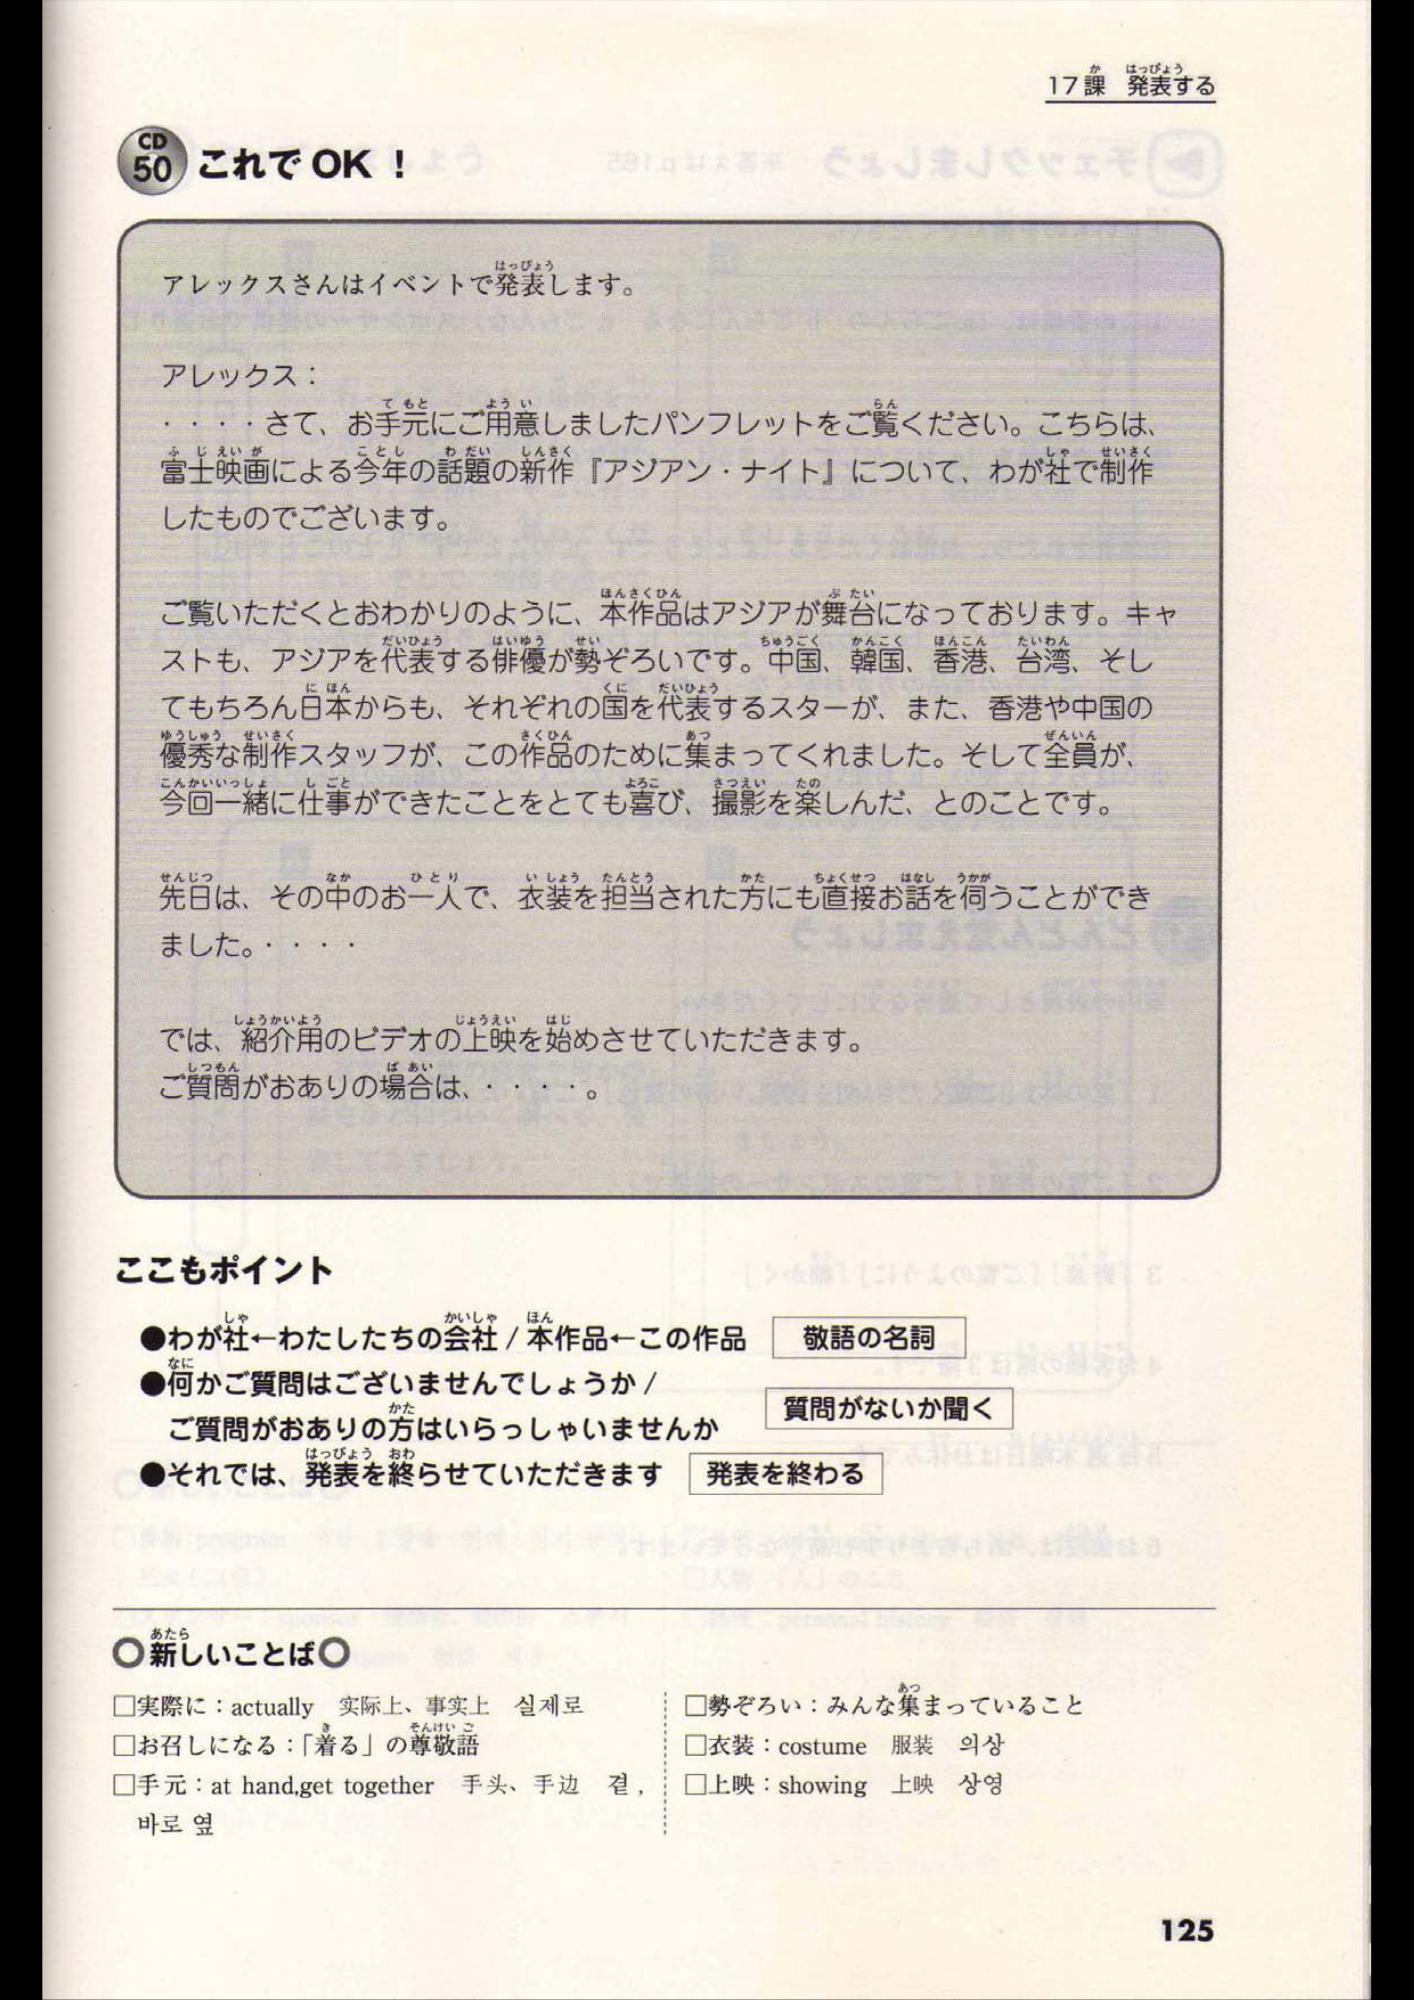 17課　発表する
CD 50 これで OK ！
アレックスさんはイベントで発表します。
アレックス：
・・・・さて、お手元にご用意しましたパンフレットをご覧ください。こちらは、
富士映画による今年の話題の新作『アジアン・ナイト』について、わが社で制作
したものでございます。
ご覧いただくとおわかりのように、本作品はアジアが舞台になっております。キャ
ストも、アジアを代表する俳優が勢ぞろいです。中国、韓国、香港、台湾、そし
てもちろん日本からも、それぞれの国を代表するスターが、また、香港や中国の
優秀な制作スタッフが、この作品のために集まってくれました。そして全員が、
今回一緒に仕事ができたことをとても喜び、撮影を楽しんだ、とのことです。
先日は、その中のお一人で、衣装を担当された方にも直接お話を伺うことができ
ました。・・・・
では、紹介用のビデオの上映を始めさせていただきます。
ご質問がおありの場合は、・・・・。
ここもポイント
●わが社←わたしたちの会社 / 本作品←この作品　敬語の名詞
●何かご質問はございませんでしょうか /
ご質問がおありの方はいらっしゃいませんか　質問がないか聞く
●それでは、発表を終らせていただきます　発表を終わる
○新しいことば○
□実際に：actually　实际上、事实上　실제로
□お召しになる：「着る」の尊敬語
□手元：at hand,get together　手头、手边　곁，
바로 옆
□勢ぞろい：みんな集まっていること
□衣装：costume　服装　의상
□上映：showing　上映　상영
125